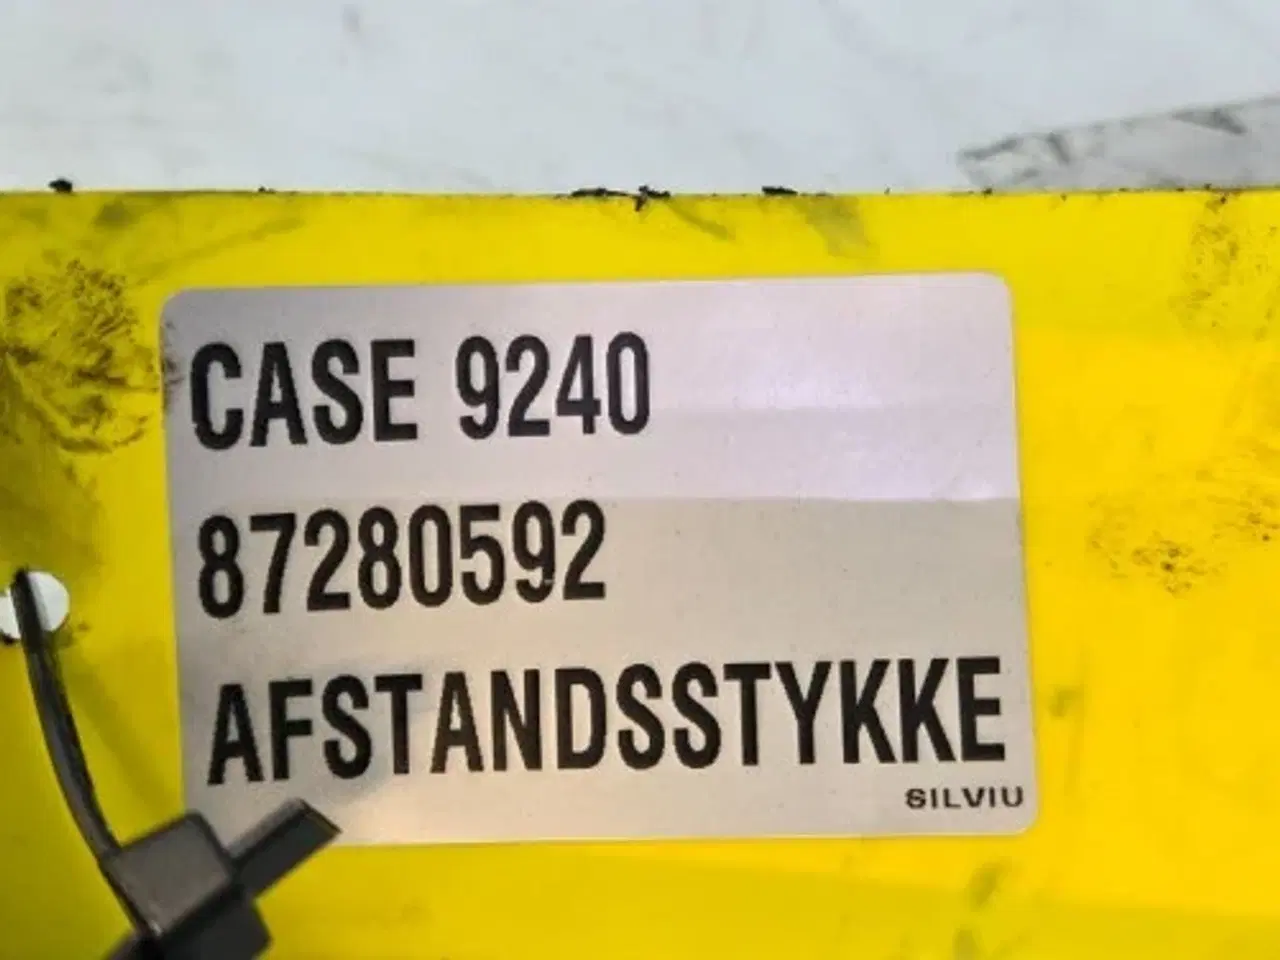 CASE 9240
87280592
AFSTANDSSTYKKE
SILVIU